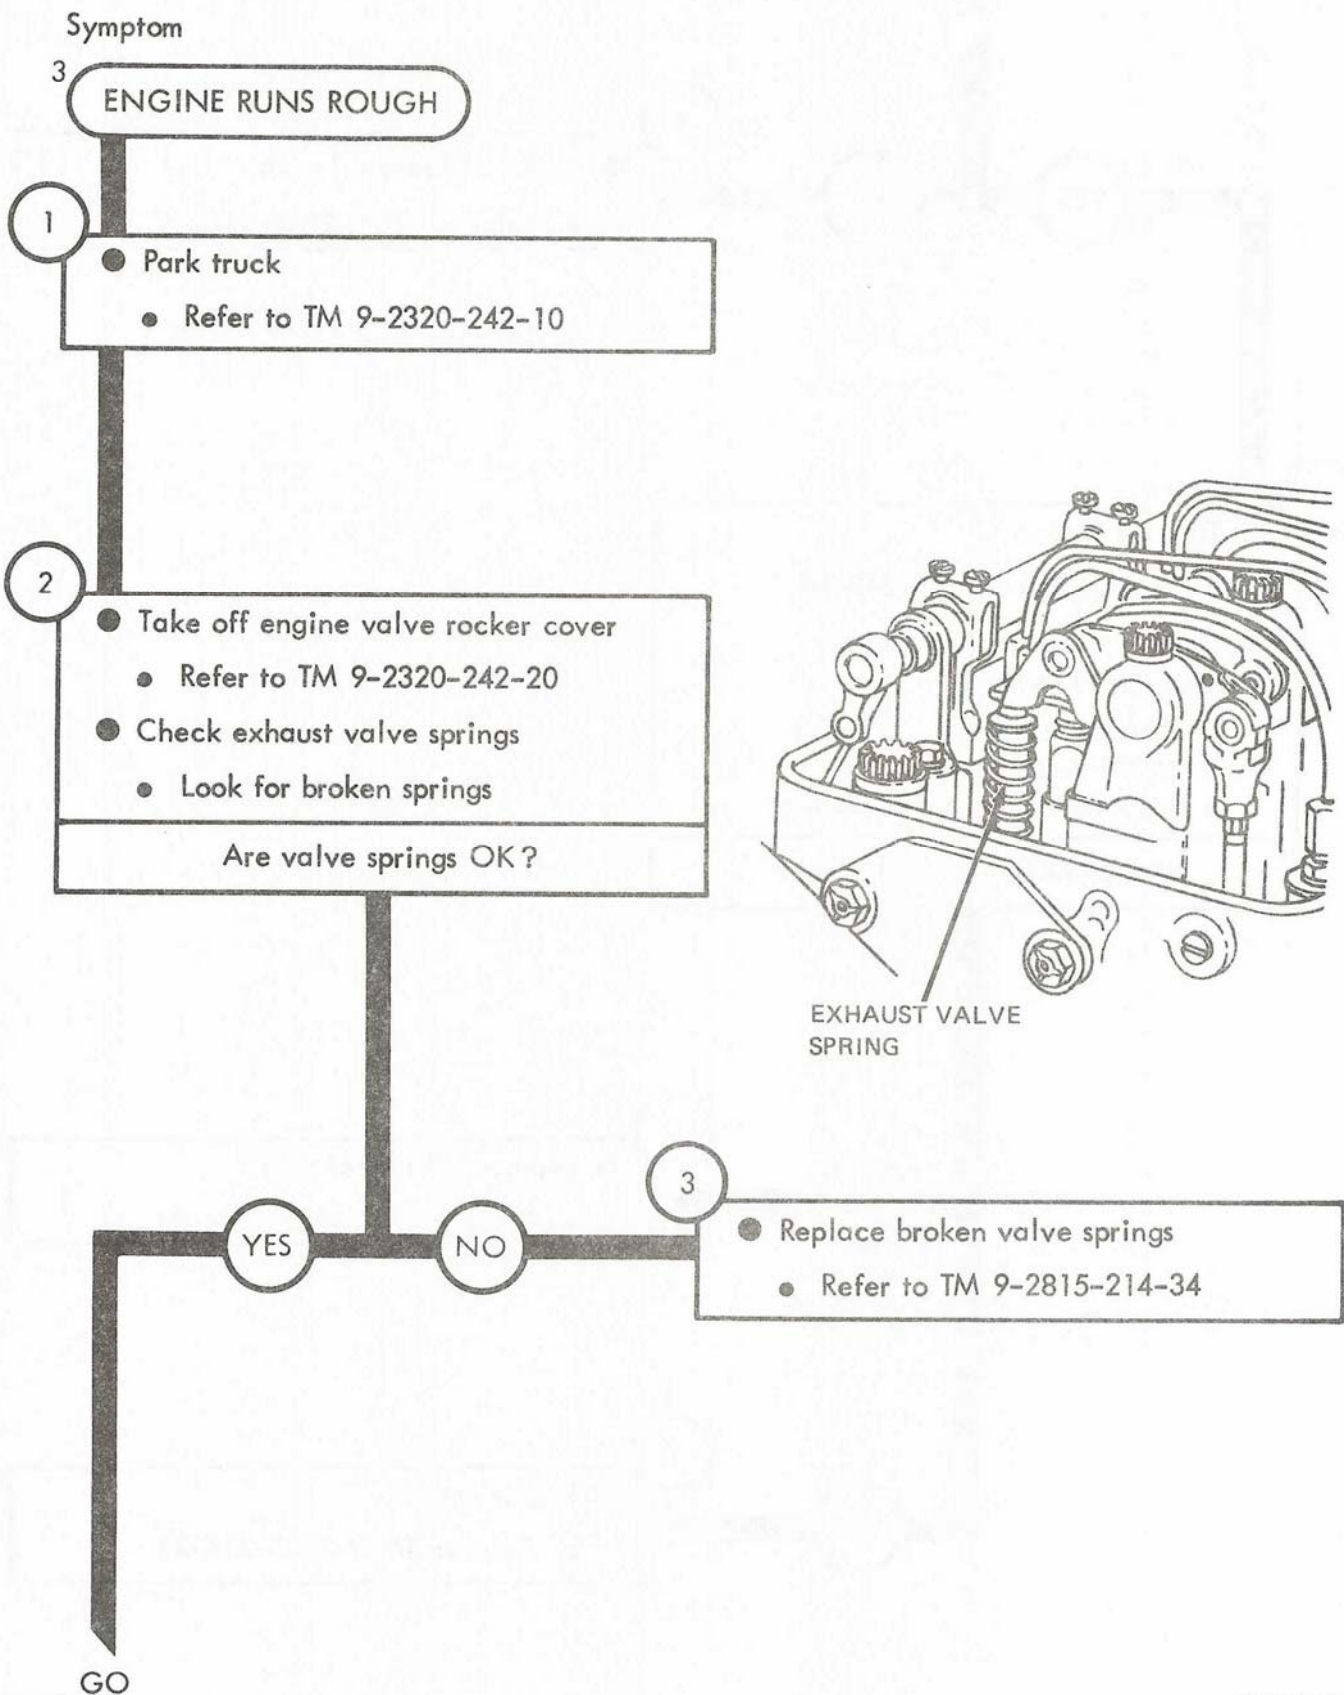 Symptom
3
ENGINE RUNS ROUGH
1
● Park truck
● Refer to TM 9-2320-242-10
2
● Take off engine valve rocker cover
● Refer to TM 9-2320-242-20
● Check exhaust valve springs
● Look for broken springs
Are valve springs OK?
EXHAUST VALVE
SPRING
YES
NO
3
● Replace broken valve springs
● Refer to TM 9-2815-214-34
GO